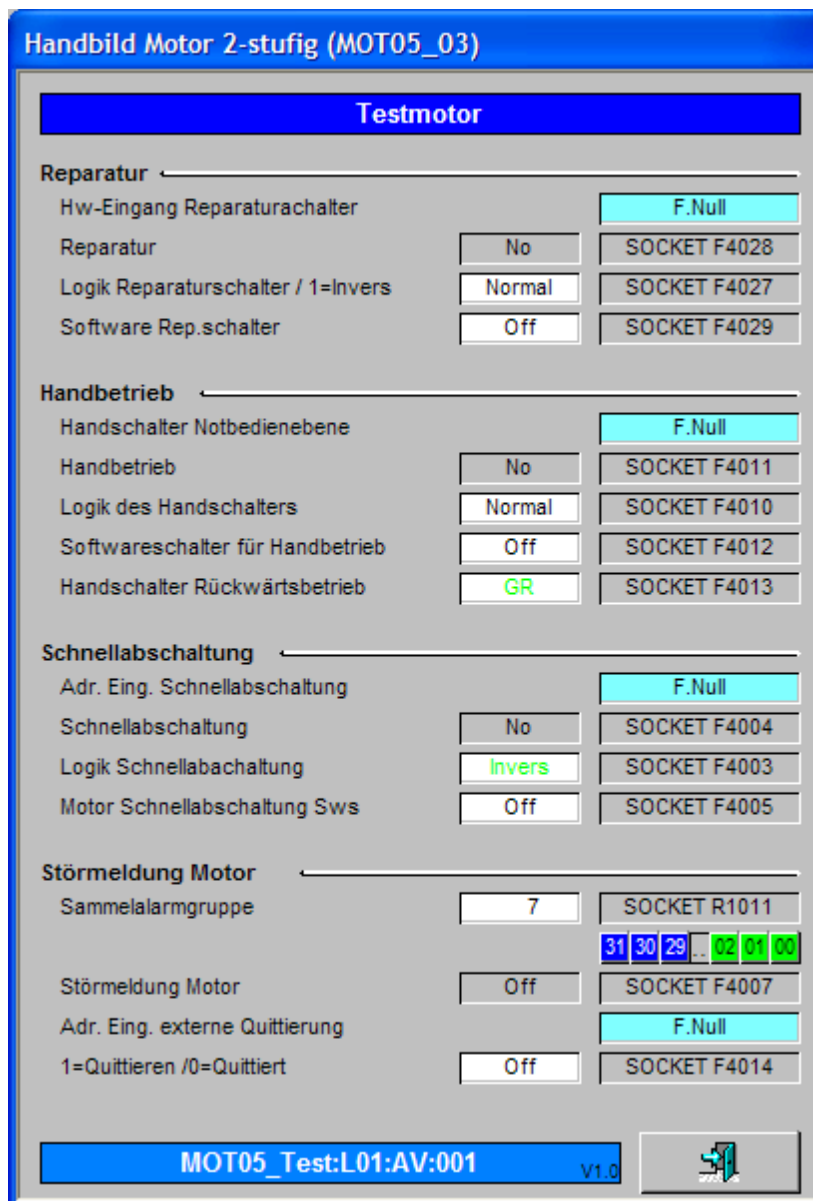 Handbild Motor 2-stufig (MOT05_03)
Testmotor
Reparatur
Hw-Eingang Reparaturachalter F.Null
Reparatur No SOCKET F4028
Logik Reparaturschalter / 1=Invers Normal SOCKET F4027
Software Rep.schalter Off SOCKET F4029
Handbetrieb
Handschalter Notbedienebene F.Null
Handbetrieb No SOCKET F4011
Logik des Handschalters Normal SOCKET F4010
Softwareschalter für Handbetrieb Off SOCKET F4012
Handschalter Rückwärtsbetrieb GR SOCKET F4013
Schnellabschaltung
Adr. Eing. Schnellabschaltung F.Null
Schnellabschaltung No SOCKET F4004
Logik Schnellabachaltung Invers SOCKET F4003
Motor Schnellabschaltung Sws Off SOCKET F4005
Störmeldung Motor
Sammelalarmgruppe 7 SOCKET R1011
31 30 29 .. 02 01 00
Störmeldung Motor Off SOCKET F4007
Adr. Eing. externe Quittierung F.Null
1=Quittieren /0=Quittiert Off SOCKET F4014
MOT05_Test:L01:AV:001 V1.0